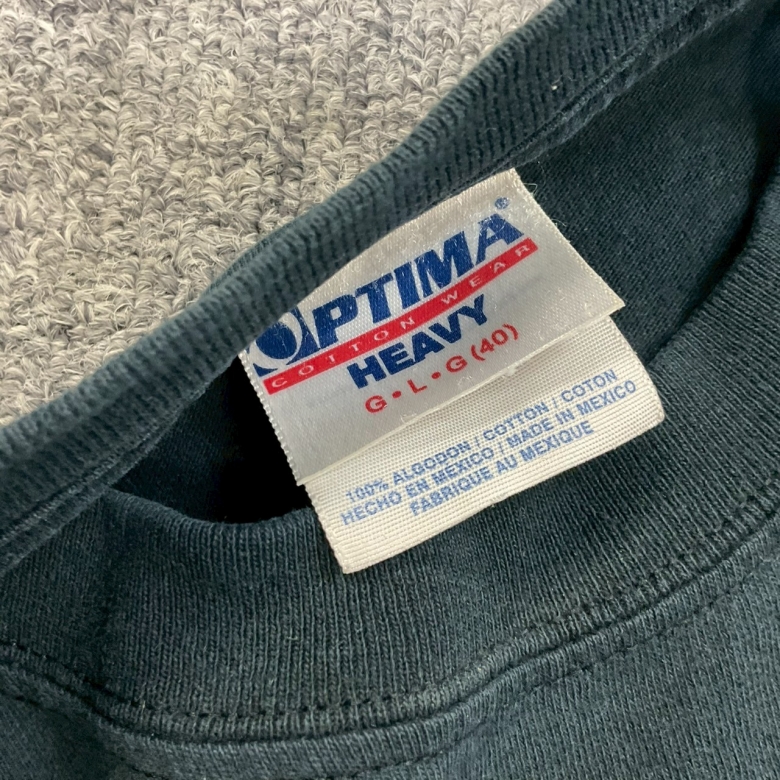 OPTIMA®
COTTON WEAR
HEAVY
G•L•G (40)
100% ALGODON / COTTON / COTON
HECHO EN MEXICO / MADE IN MEXICO
FABRIQUE AU MEXIQUE